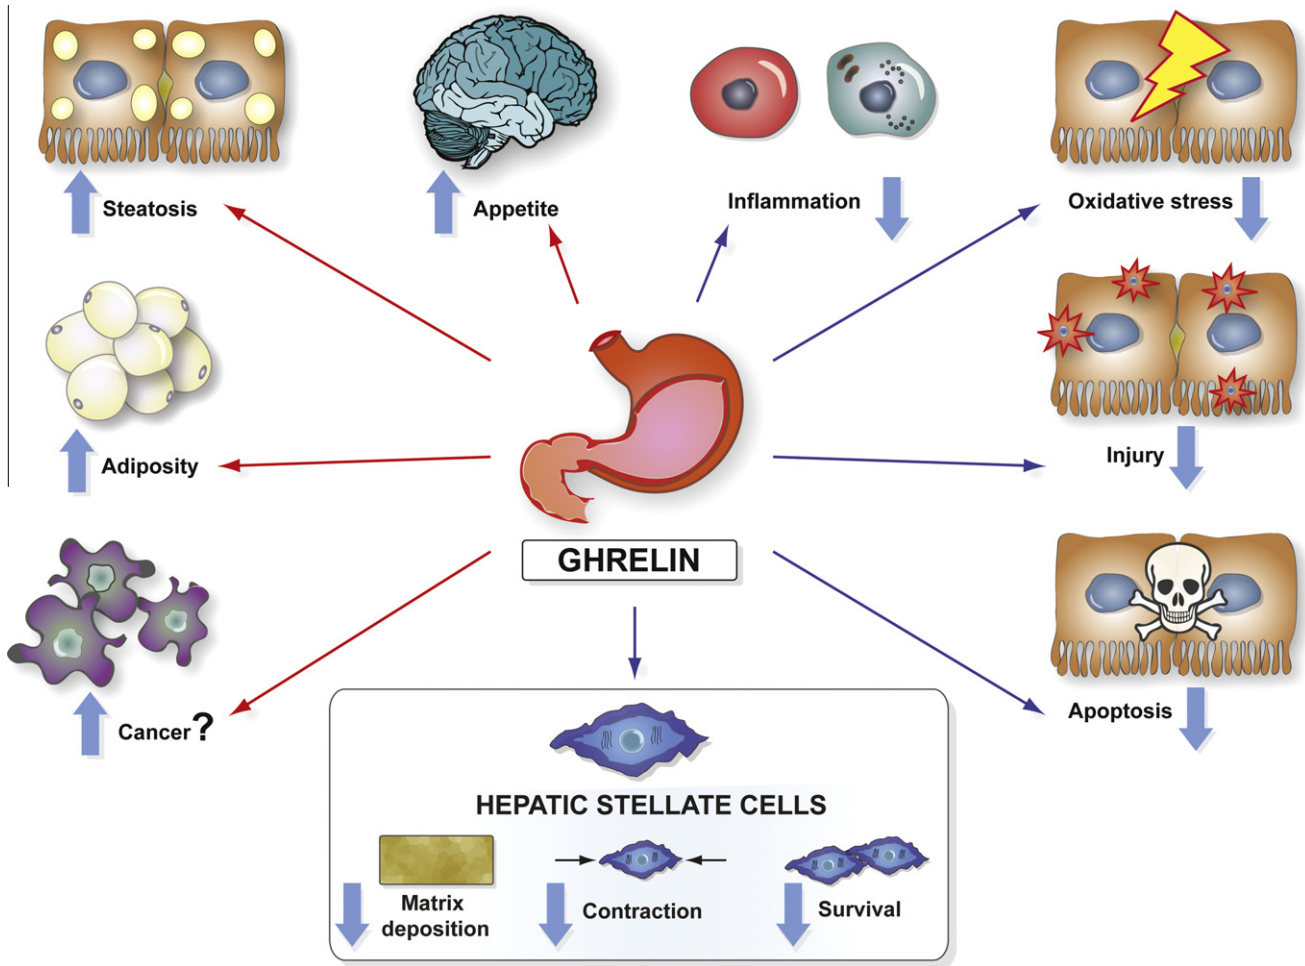 Steatosis
Appetite
Inflammation
Oxidative stress
Adiposity
Injury
GHRELIN
Cancer?
Apoptosis
HEPATIC STELLATE CELLS
Matrix
deposition
Contraction
Survival